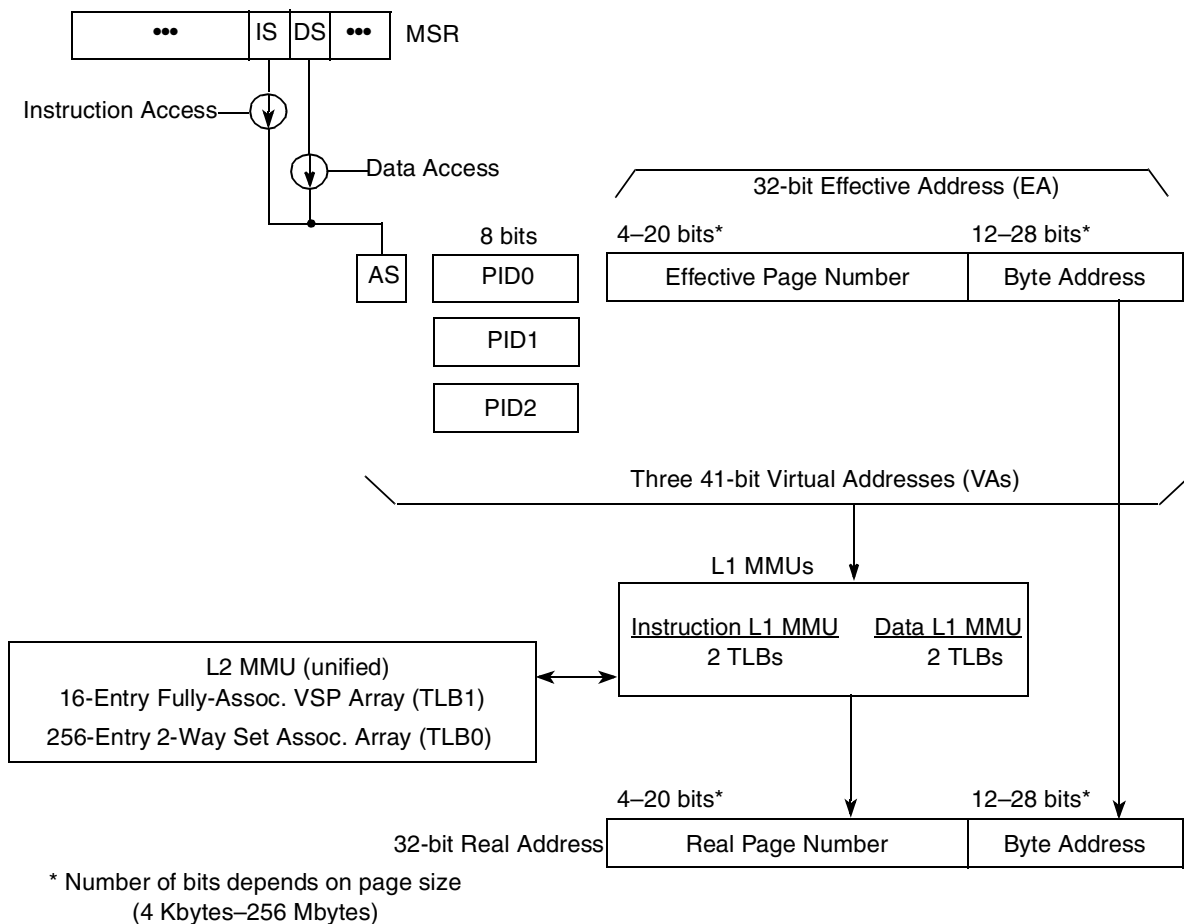 ••• IS DS ••• MSR
Instruction Access
Data Access
32-bit Effective Address (EA)
8 bits 4–20 bits* 12–28 bits*
AS PID0 Effective Page Number Byte Address
PID1
PID2
Three 41-bit Virtual Addresses (VAs)
L1 MMUs
Instruction L1 MMU Data L1 MMU
2 TLBs 2 TLBs
L2 MMU (unified)
16-Entry Fully-Assoc. VSP Array (TLB1)
256-Entry 2-Way Set Assoc. Array (TLB0)
4–20 bits* 12–28 bits*
32-bit Real Address Real Page Number Byte Address
* Number of bits depends on page size
(4 Kbytes–256 Mbytes)